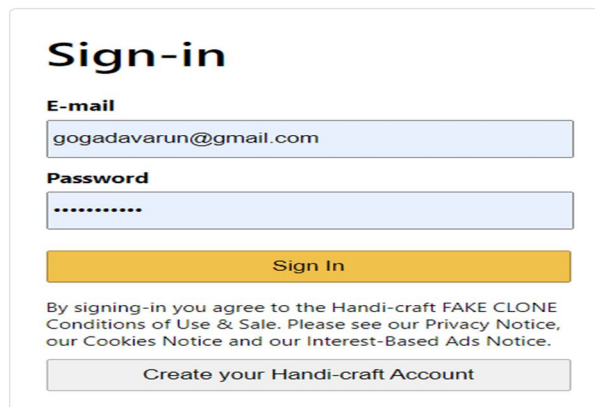 Sign-in
E-mail
gogadavarun@gmail.com
Password
•••••••••••
Sign In
By signing-in you agree to the Handi-craft FAKE CLONE
Conditions of Use & Sale. Please see our Privacy Notice,
our Cookies Notice and our Interest-Based Ads Notice.
Create your Handi-craft Account